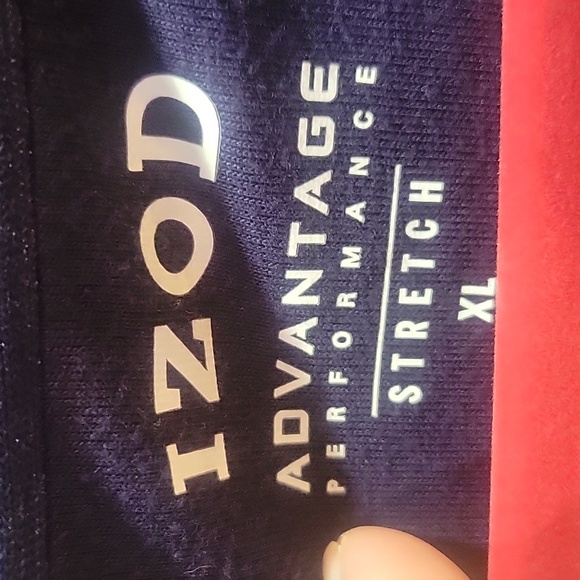 IZOD
ADVANTAGE
PERFORMANCE
STRETCH
XL